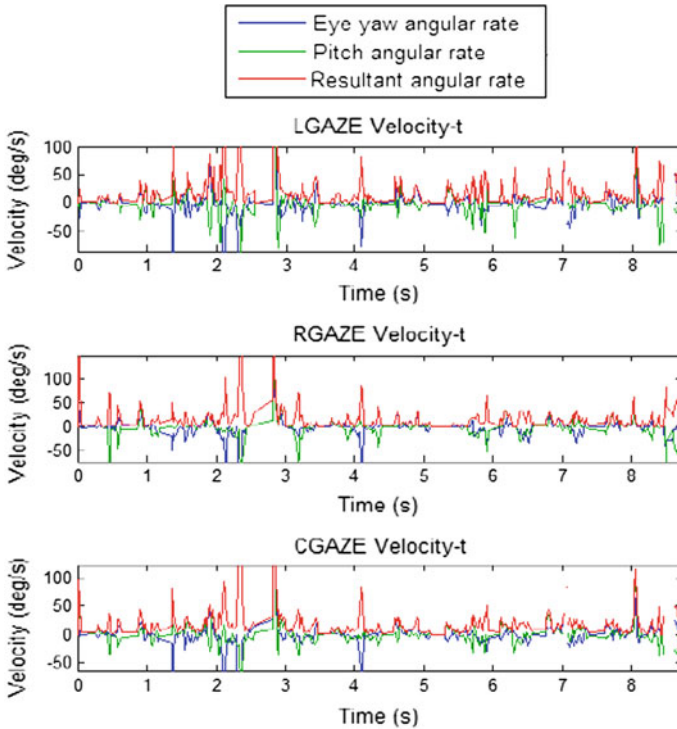 Eye yaw angular rate
Pitch angular rate
Resultant angular rate
LGAZE Velocity-t
Velocity (deg/s)
100
50
0
-50
0 1 2 3 4 5 6 7 8
Time (s)
RGAZE Velocity-t
Velocity (deg/s)
100
50
0
-50
0 1 2 3 4 5 6 7 8
Time (s)
CGAZE Velocity-t
Velocity (deg/s)
100
50
0
-50
0 1 2 3 4 5 6 7 8
Time (s)